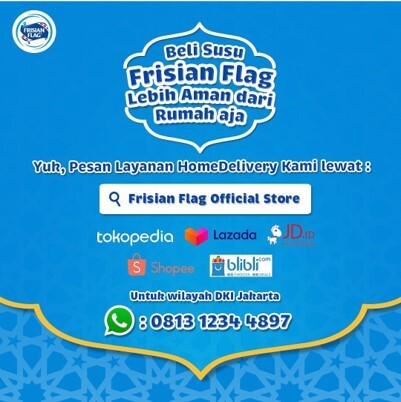 FRISIAN FLAG
Beli Susu
Frisian Flag
Lebih Aman dari
Rumah aja
Yuk, Pesan Layanan HomeDelivery Kami lewat :
Frisian Flag Official Store
tokopedia Lazada JD.ID
Shopee blibli.com
Untuk wilayah DKI Jakarta
: 0813 1234 4897